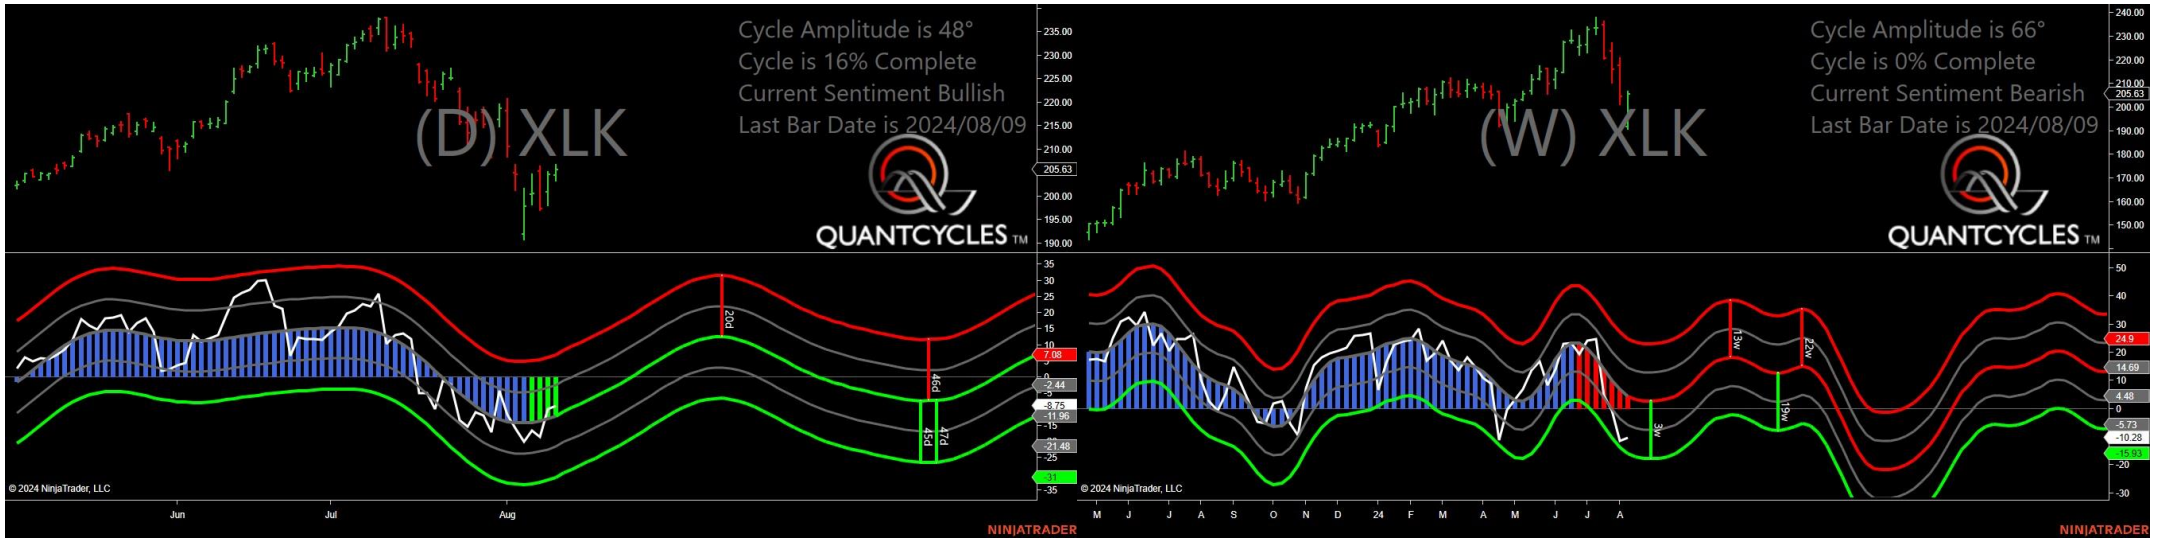 Cycle Amplitude is 48°
Cycle is 16% Complete
Current Sentiment Bullish
Last Bar Date is 2024/08/09
(D) XLK
QUANTCYCLES TM
235.00
230.00
225.00
220.00
215.00
210.00
205.63
200.00
195.00
190.00
35
30
25
20
15
10
7.08
0
-2.44
-5
-8.75
-11.96
-15
-21.48
-25
-31
-35
20d
46d
45d
47d
© 2024 NinjaTrader, LLC
Jun Jul Aug
NINJATRADER
Cycle Amplitude is 66°
Cycle is 0% Complete
Current Sentiment Bearish
Last Bar Date is 2024/08/09
(W) XLK
QUANTCYCLES TM
240.00
230.00
220.00
210.00
205.63
200.00
190.00
180.00
170.00
160.00
150.00
50
40
30
24.9
20
14.69
10
4.48
0
-5.73
-10.28
-15.93
-20
-30
3w
13w
19w
22w
© 2024 NinjaTrader, LLC
M J J A S O N D 24 F M A M J J A
NINJATRADER